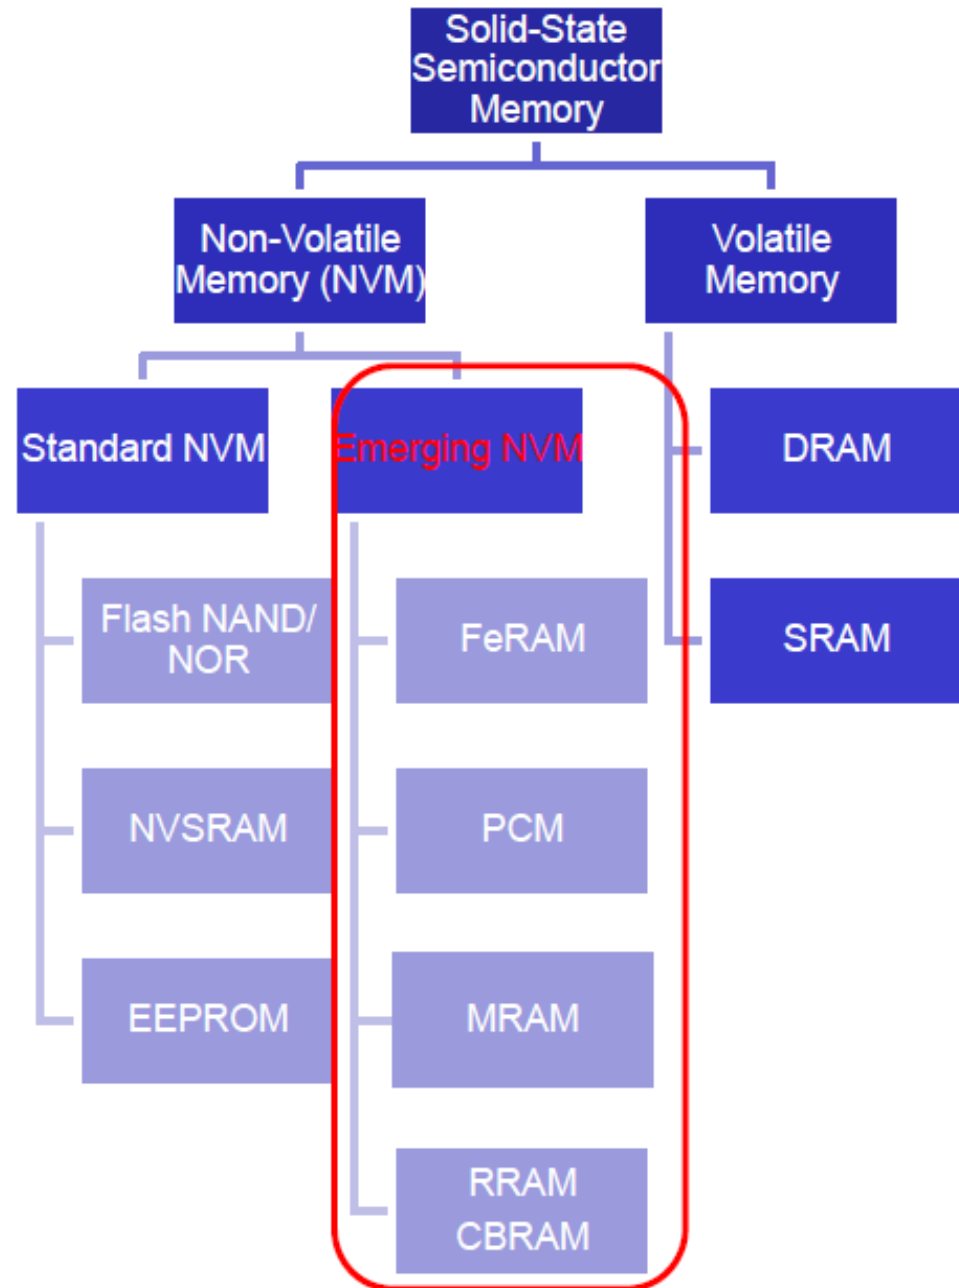 Solid-State
Semiconductor
Memory
Non-Volatile
Memory (NVM)
Volatile
Memory
Standard NVM
Emerging NVM
DRAM
Flash NAND/
NOR
FeRAM
SRAM
NVSRAM
PCM
EEPROM
MRAM
RRAM
CBRAM